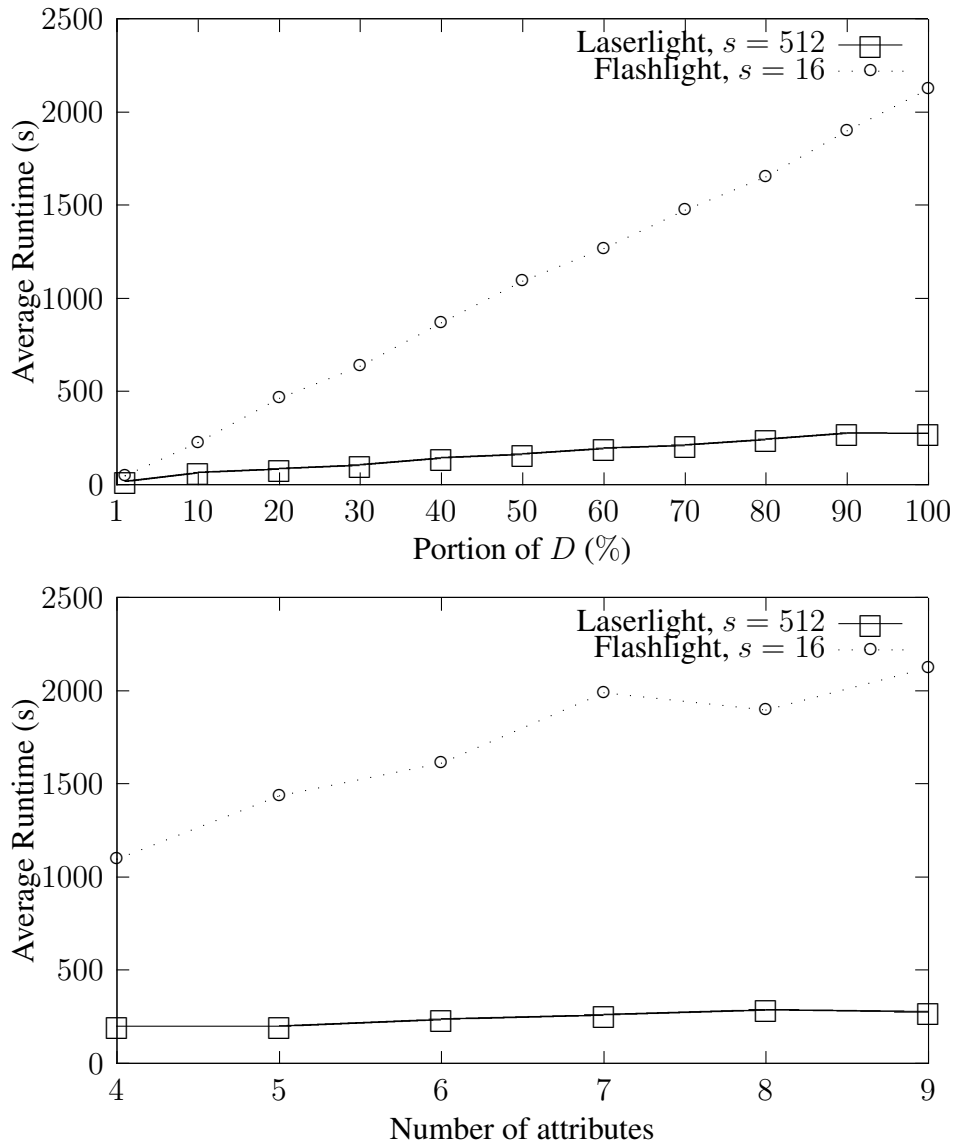 2500
2000
1500
1000
500
0
Average Runtime (s)
Laserlight, s = 512
Flashlight, s = 16
1 10 20 30 40 50 60 70 80 90 100
Portion of D (%)
2500
2000
1500
1000
500
0
Average Runtime (s)
Laserlight, s = 512
Flashlight, s = 16
4 5 6 7 8 9
Number of attributes